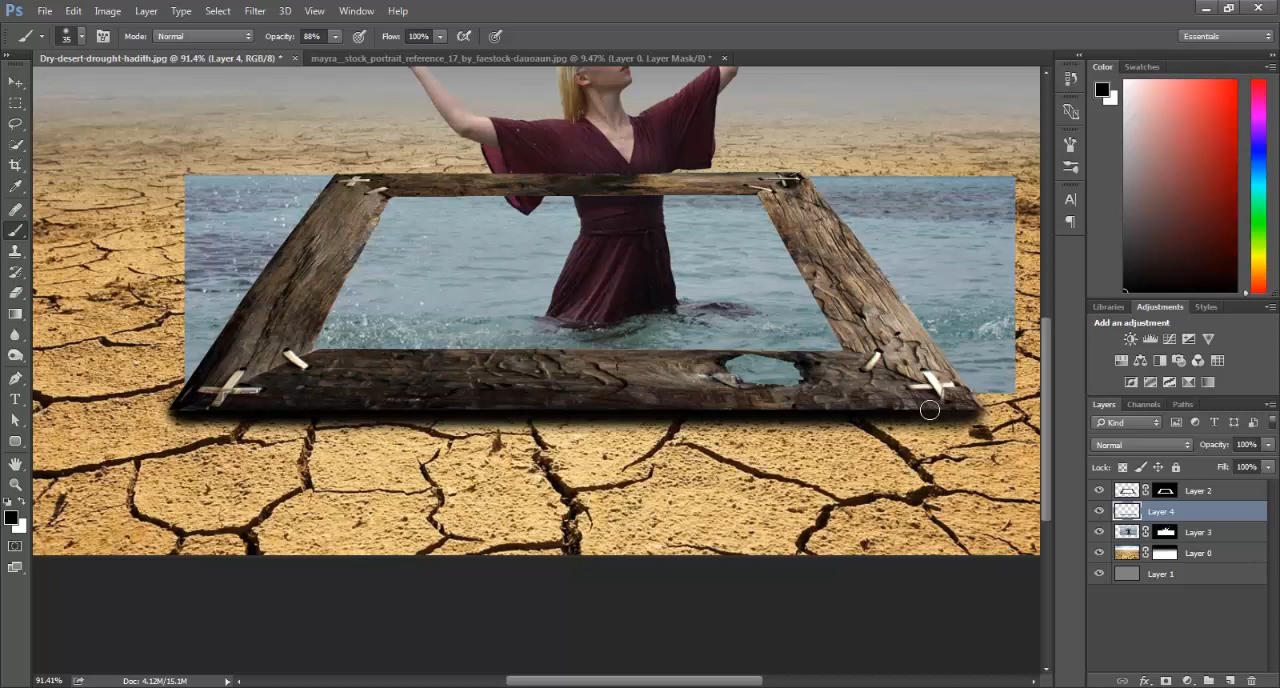 Ps File Edit Image Layer Type Select Filter 3D View Window Help
35 Mode: Normal Opacity: 88% Flow: 100% Essentials
Dry-desert-drought-hadith.jpg @ 91.4% (Layer 4, RGB/8) * × mayra__stock_portrait_reference_17_by_faestock-dauoaun.jpg @ 9.47% (Layer 0, Layer Mask/8) * ×
Color Swatches
Libraries Adjustments Styles
Add an adjustment
Layers Channels Paths
Kind
Normal Opacity: 100%
Lock: Fill: 100%
Layer 2
Layer 4
Layer 3
Layer 0
Layer 1
91.41% Doc: 4.12M/15.1M